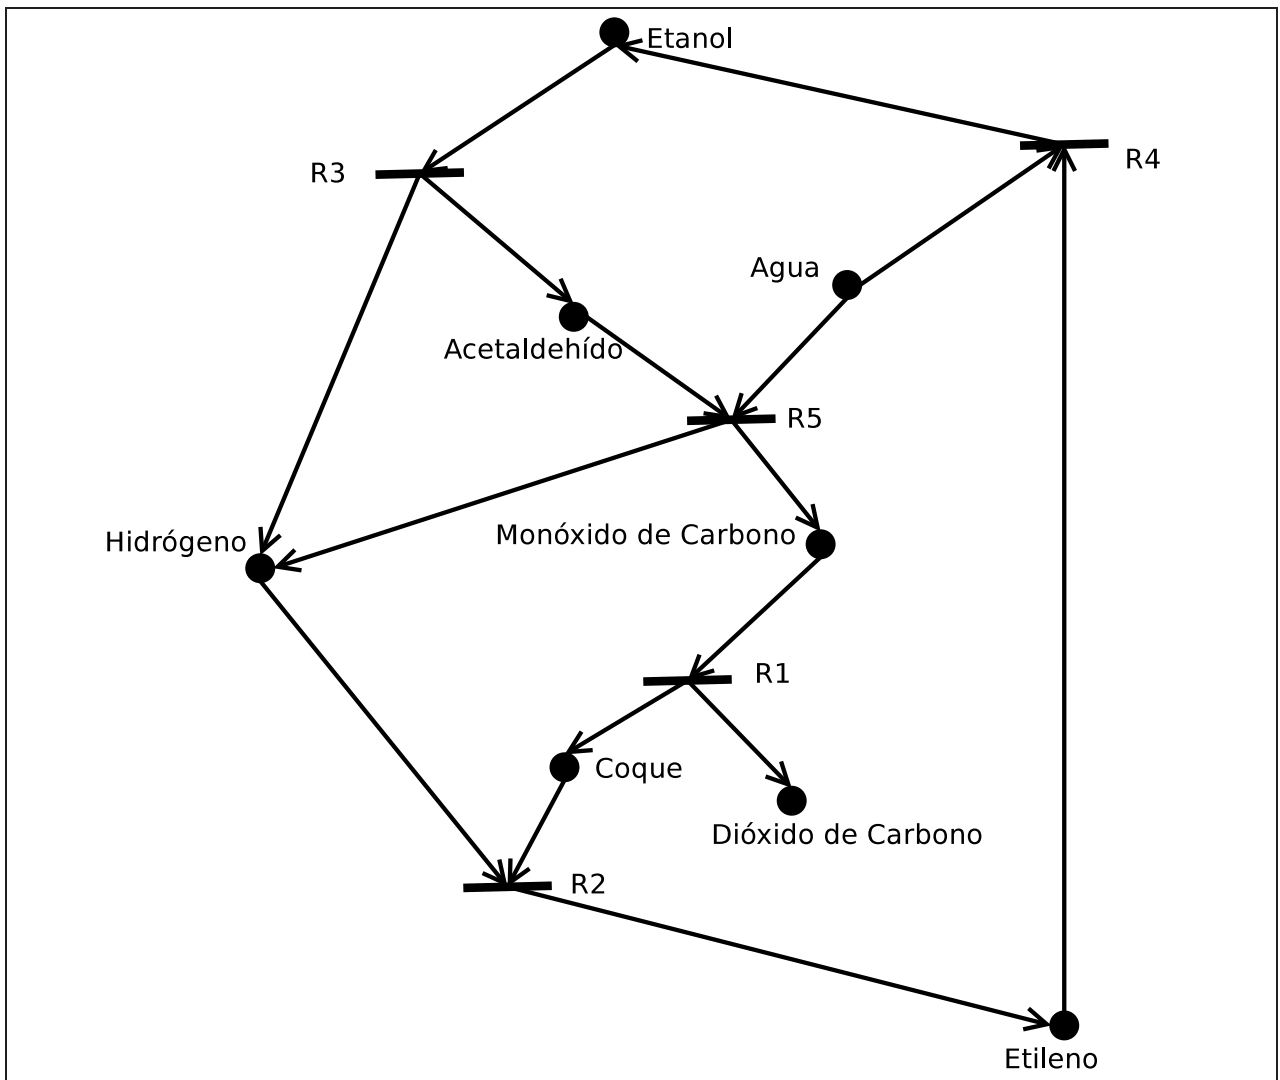 Etanol
R3
R4
Agua
Acetaldehído
R5
Hidrógeno
Monóxido de Carbono
R1
Coque
Dióxido de Carbono
R2
Etileno